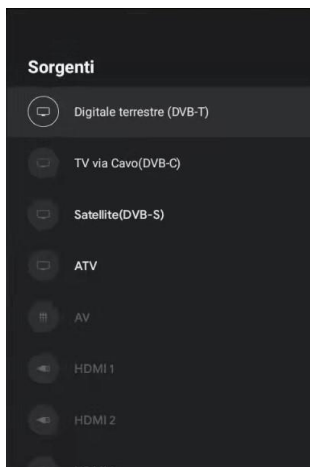 Sorgenti
Digitale terrestre (DVB-T)
TV via Cavo(DVB-C)
Satellite(DVB-S)
ATV
AV
HDMI 1
HDMI 2